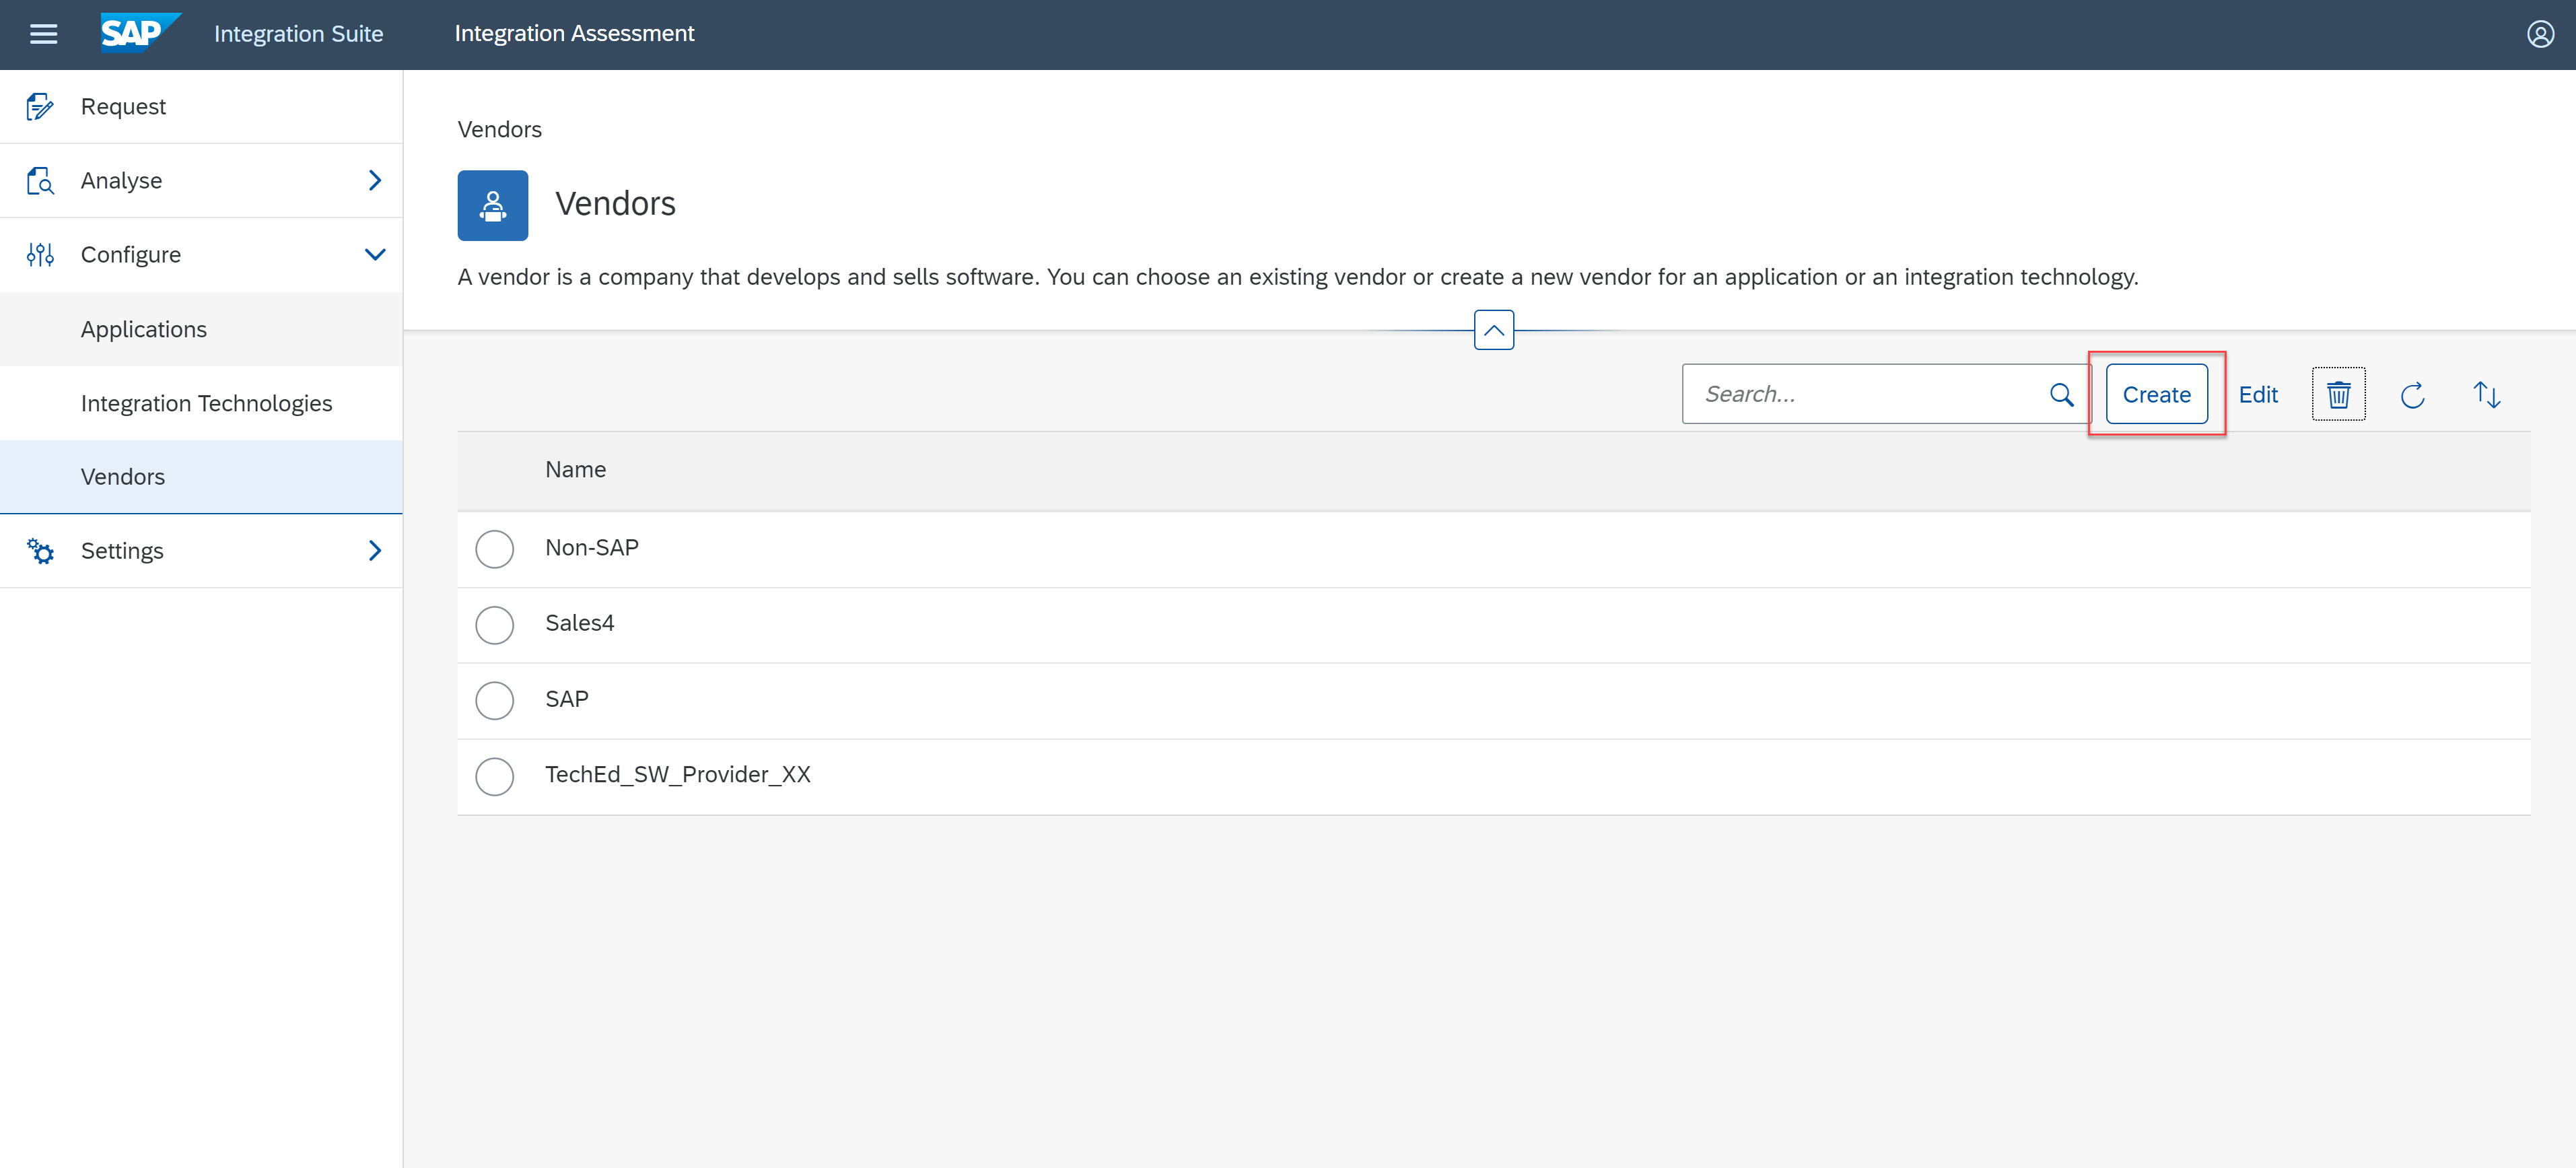 SAP Integration Suite Integration Assessment
Request
Analyse
Configure
Applications
Integration Technologies
Vendors
Settings
Vendors
Vendors
A vendor is a company that develops and sells software. You can choose an existing vendor or create a new vendor for an application or an integration technology.
Search... Create Edit
Name
Non-SAP
Sales4
SAP
TechEd_SW_Provider_XX